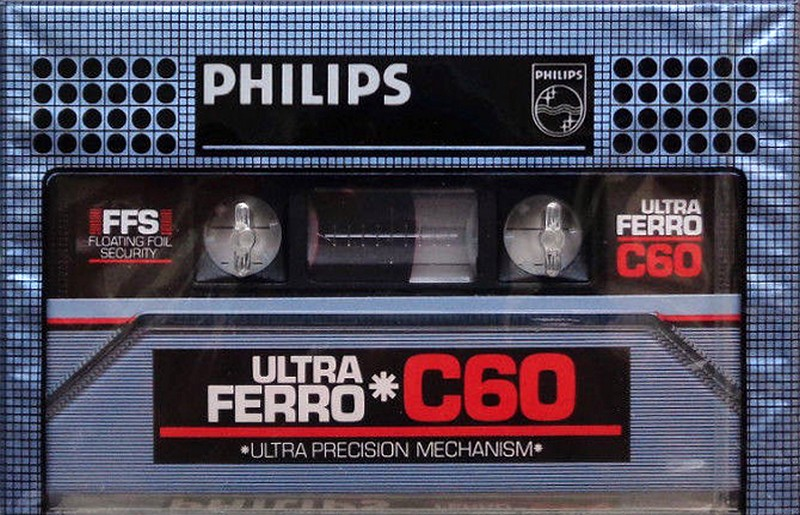 PHILIPS
PHILIPS
FFS
FLOATING FOIL
SECURITY
ULTRA
FERRO
C60
ULTRA
FERRO*C60
*ULTRA PRECISION MECHANISM*